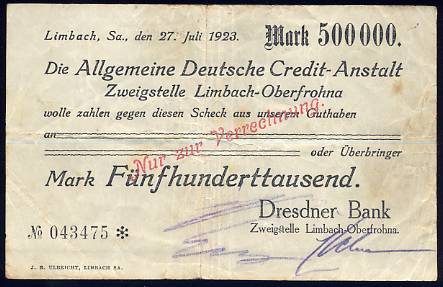 Limbach, Sa., den 27. Juli 1923. Mark 500 000.
Die Allgemeine Deutsche Credit-Anstalt
Zweigstelle Limbach-Oberfrohna
wolle zahlen gegen diesen Scheck aus unserem Guthaben
an
oder Überbringer
Nur zur Verrechnung.
Mark Fünfhunderttausend.
Dresdner Bank
Zweigstelle Limbach-Oberfrohna.
№ 043475 ✻
J. R. ULBRICHT, LIMBACH SA.